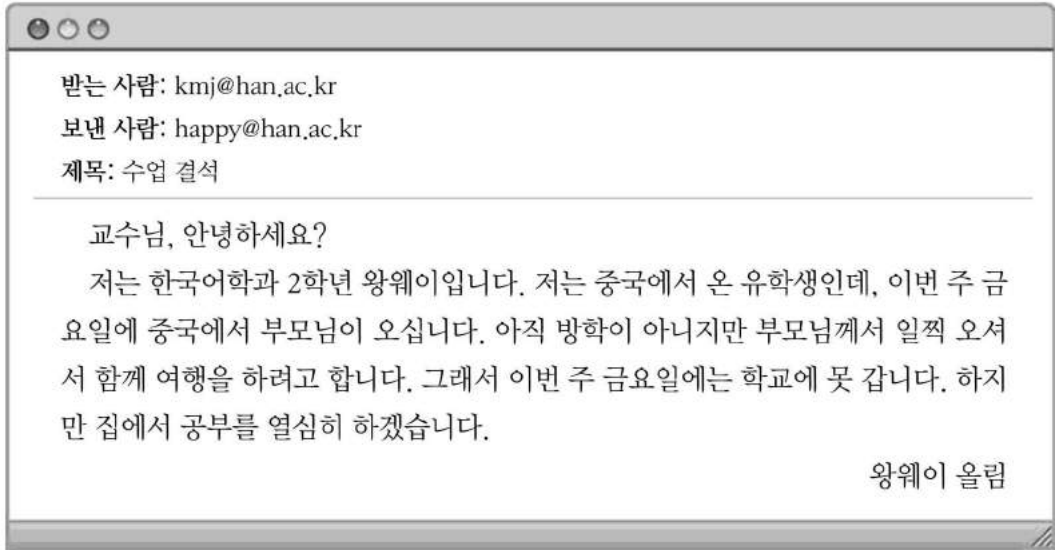 받는 사람: kmj@han.ac.kr
보낸 사람: happy@han.ac.kr
제목: 수업 결석
교수님, 안녕하세요?
저는 한국어학과 2학년 왕웨이입니다. 저는 중국에서 온 유학생인데, 이번 주 금
요일에 중국에서 부모님이 오십니다. 아직 방학이 아니지만 부모님께서 일찍 오셔
서 함께 여행을 하려고 합니다. 그래서 이번 주 금요일에는 학교에 못 갑니다. 하지
만 집에서 공부를 열심히 하겠습니다.
왕웨이 올림